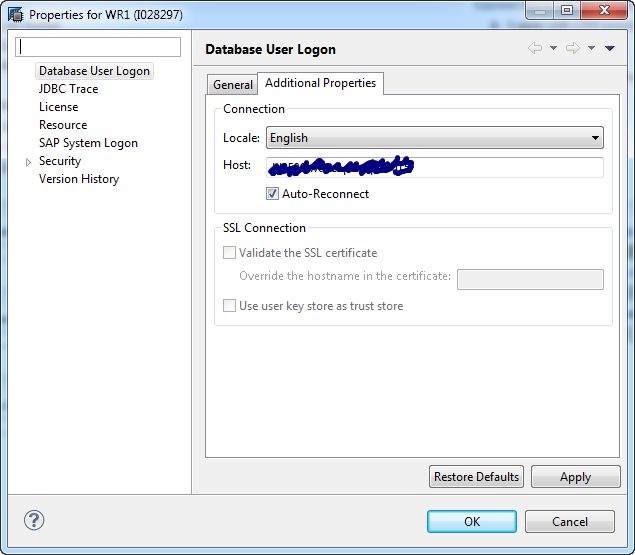 Properties for WR1 (I028297)
Database User Logon
JDBC Trace
License
Resource
SAP System Logon
Security
Version History
Database User Logon
General
Additional Properties
Connection
Locale:
English
Host:
Auto-Reconnect
SSL Connection
Validate the SSL certificate
Override the hostname in the certificate:
Use user key store as trust store
Restore Defaults
Apply
?
OK
Cancel